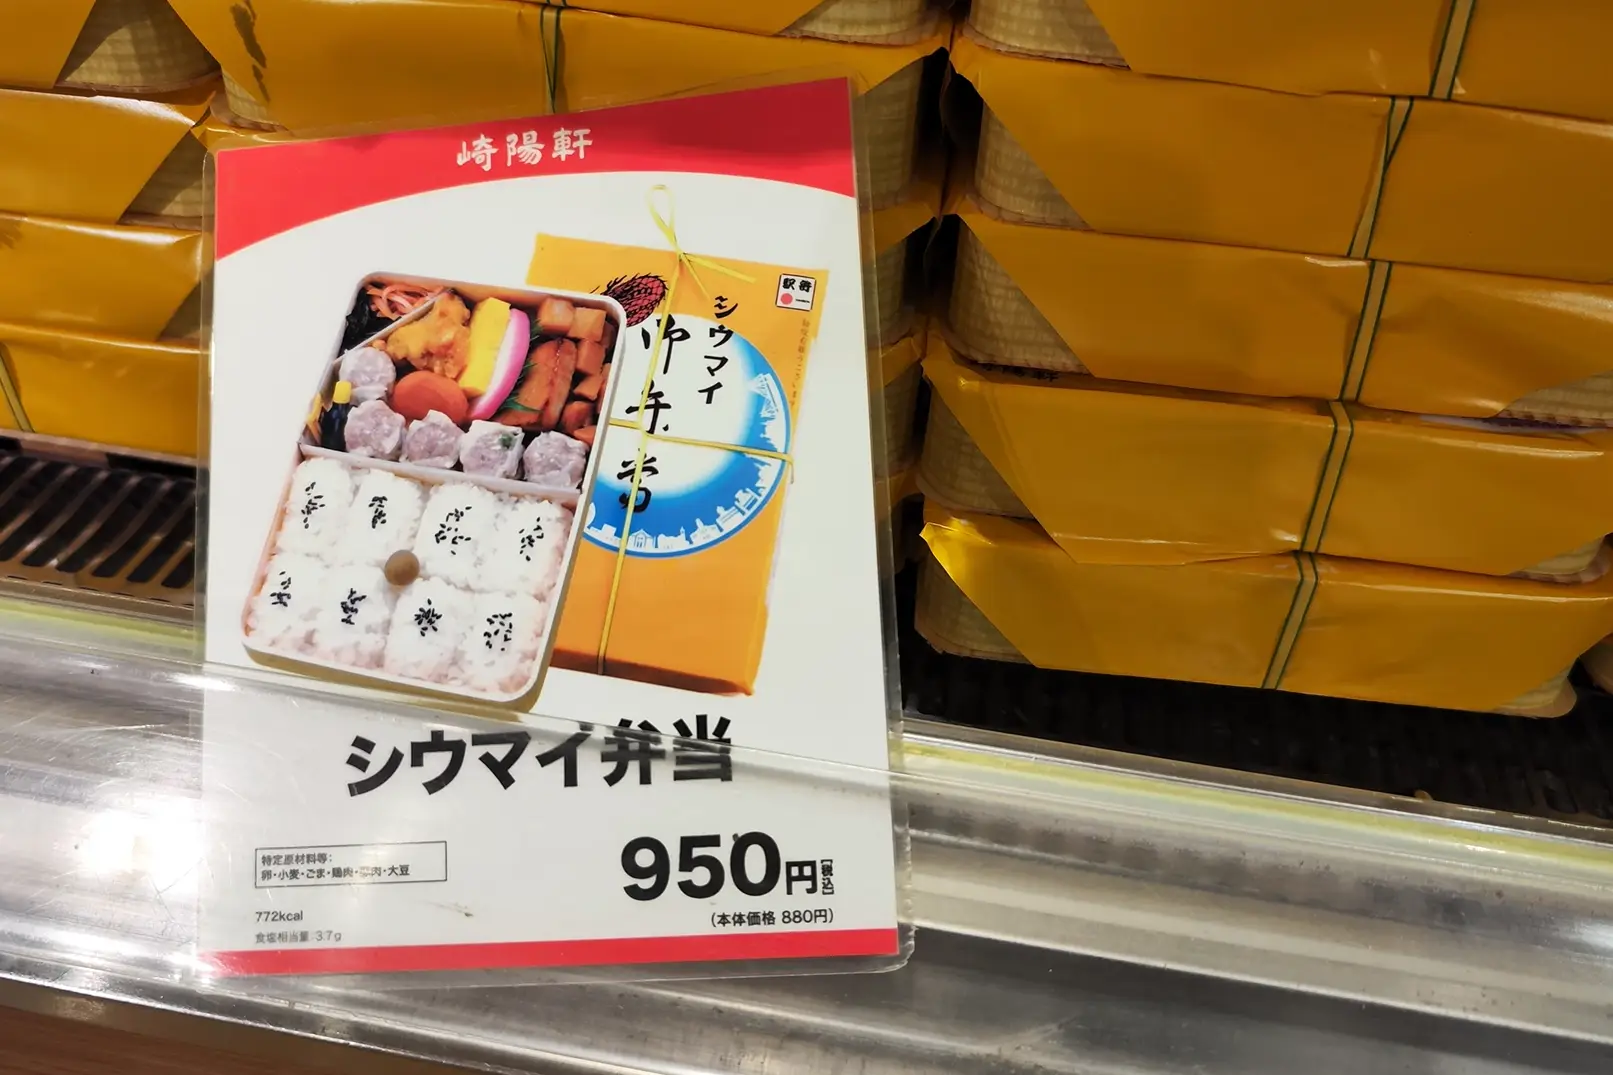 崎陽軒
シウマイ
御弁当
駅弁
シウマイ弁当
特定原材料等:
卵・小麦・ごま・鶏肉・豚肉・大豆
950円[税込]
(本体価格 880円)
772kcal
食塩相当量:3.7g